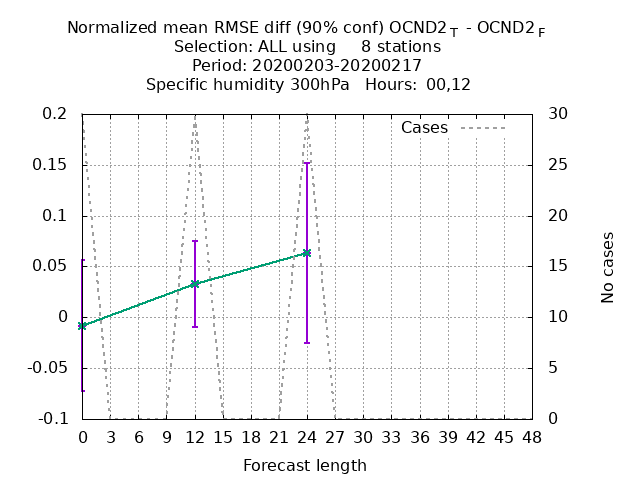 Normalized mean RMSE diff (90% conf) OCND2 T - OCND2 F
Selection: ALL using 8 stations
Period: 20200203-20200217
Specific humidity 300hPa Hours: 00,12
Cases
0.2
0.15
0.1
0.05
0
-0.05
-0.1
30
25
20
15
10
5
0
No cases
0 3 6 9 12 15 18 21 24 27 30 33 36 39 42 45 48
Forecast length